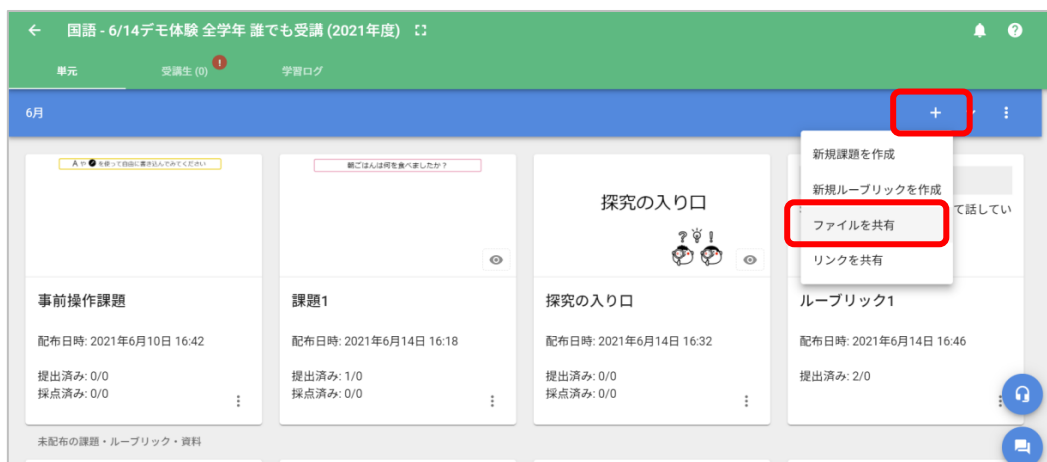 国語 - 6/14デモ体験 全学年 誰でも受講 (2021年度)
単元
受講生 (0)
学習ログ
6月
新規課題を作成
新規ルーブリックを作成
ファイルを共有
リンクを共有
A や を使って自由に書き込んでみてください
朝ごはんは何を食べましたか？
探究の入り口
て話してい
事前操作課題
配布日時: 2021年6月10日 16:42
提出済み: 0/0
採点済み: 0/0
課題1
配布日時: 2021年6月14日 16:18
提出済み: 1/0
採点済み: 0/0
探究の入り口
配布日時: 2021年6月14日 16:32
提出済み: 0/0
採点済み: 0/0
ルーブリック1
配布日時: 2021年6月14日 16:46
提出済み: 2/0
未配布の課題・ルーブリック・資料